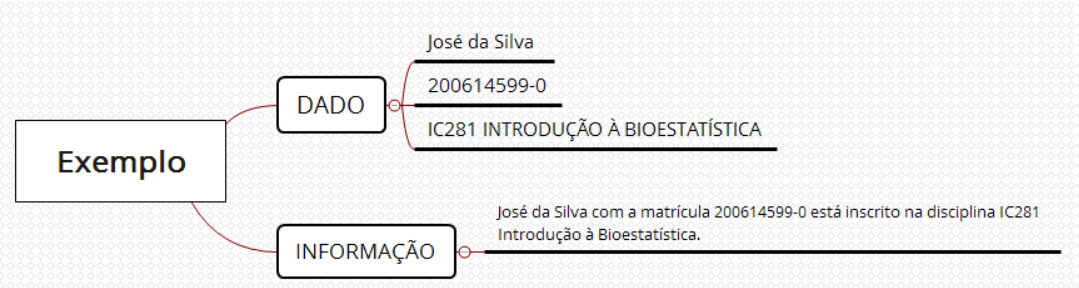 Exemplo
DADO
José da Silva
200614599-0
IC281 INTRODUÇÃO À BIOESTATÍSTICA
INFORMAÇÃO
José da Silva com a matrícula 200614599-0 está inscrito na disciplina IC281
Introdução à Bioestatística.